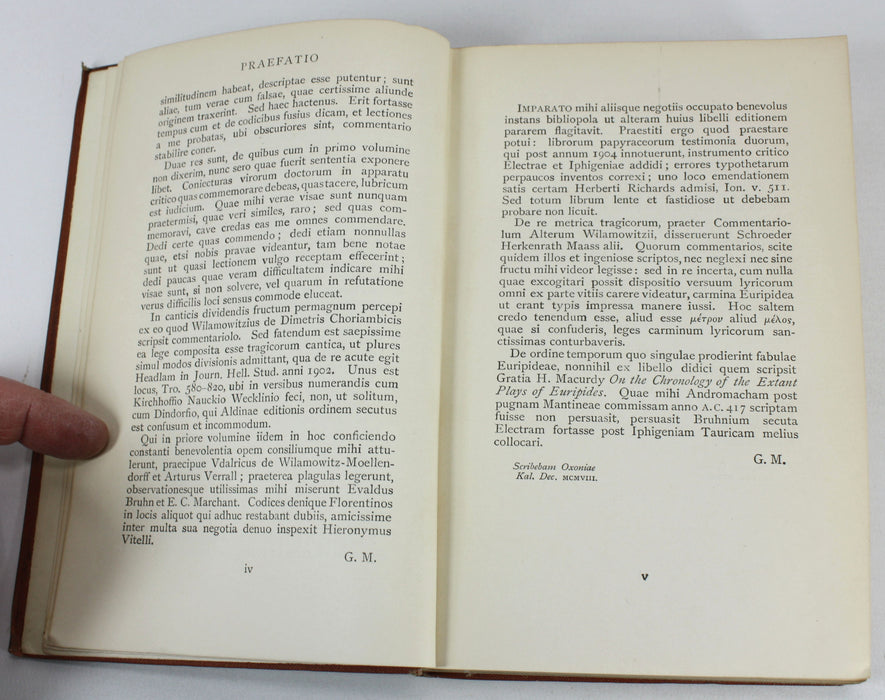 PRAEFATIO
similitudinem habeat, descriptae esse putentur; sunt
aliae, tum verae cum falsae, quae certissime aliunde
originem traxerint. Sed haec hactenus. Erit fortasse
tempus cum et de codicibus fusius dicam, et lectiones
a me probatas, ubi obscuriores sint, commentario
stabilire coner.
Duae res sunt, de quibus cum in primo volumine
non dixerim, nunc sero quae fuerit sententia exponere
libet. Coniecturas virorum doctorum in apparatu
critico quas commemorare debeas, quas tacere, lubricum
est iudicium. Quae mihi verae visae sunt nunquam
praetermisi, quae veri similes, raro; sed quas com-
memoravi, cave credas eas me omnes commendare.
Dedi certe quas commendo; dedi etiam nonnullas
quae, etsi nobis pravae videantur, tam bene notae
sunt ut quasi lectionem vulgo receptam effecerint;
dedi paucas quae veram difficultatem indicare mihi
visae sunt, si non solvere, vel quarum in refutatione
verus difficilis loci sensus commode eluceat.
In canticis dividendis fructum permagnum percepi
ex eo quod Wilamowitzius de Dimetris Choriambicis
scripsit commentariolo. Sed fatendum est saepissime
ea lege composita esse tragicorum cantica, ut plures
simul modos divisionis admittant, qua de re acute egit
Headlam in Journ. Hell. Stud. anni 1902. Unus est
locus, Tro. 580-820, ubi in versibus numerandis cum
Kirchhoffio Nauckio Wecklinio feci, non, ut solitum,
cum Dindorfio, qui Aldinae editionis ordinem secutus
est confusum et incommodum.
Qui in priore volumine iidem in hoc conficiendo
constanti benevolentia opem consiliumque mihi attu-
lerunt, praecipue Vdalricus de Wilamowitz-Moellen-
dorff et Arturus Verrall; praeterea plagulas legerunt,
observationesque utilissimas mihi miserunt Evaldus
Bruhn et E. C. Marchant. Codices denique Florentinos
in locis aliquot qui adhuc restabant dubiis, amicissime
inter multa sua negotia denuo inspexit Hieronymus
Vitelli.
G. M.
iv
IMPARATO mihi aliisque negotiis occupato benevolus
instans bibliopola ut alteram huius libelli editionem
pararem flagitavit. Praestiti ergo quod praestare
potui: librorum papyraceorum testimonia duorum,
qui post annum 1904 innotuerunt, instrumento critico
Electrae et Iphigeniae addidi; errores typothetarum
perpaucos inventos correxi; uno loco emendationem
satis certam Herberti Richards admisi, Ion. v. 511.
Sed totum librum lente et fastidiose ut debebam
probare non licuit.
De re metrica tragicorum, praeter Commentario-
lum Alterum Wilamowitzii, disseruerunt Schroeder
Herkenrath Maass alii. Quorum commentarios, scite
quidem illos et ingeniose scriptos, nec neglexi nec sine
fructu mihi videor legisse: sed in re incerta, cum nulla
quae excogitari possit dispositio versuum lyricorum
omni ex parte vitiis carere videatur, carmina Euripidea
ut erant typis impressa manere iussi. Hoc saltem
credo tenendum esse, aliud esse μέτρον aliud μέλος,
quae si confuderis, leges carminum lyricorum san-
ctissimas conturbaveris.
De ordine temporum quo singulae prodierint fabulae
Euripideae, nonnihil ex libello didici quem scripsit
Gratia H. Macurdy On the Chronology of the Extant
Plays of Euripides. Quae mihi Andromacham post
pugnam Mantineae commissam anno A.C. 417 scriptam
fuisse non persuasit, persuasit Bruhnium secuta
Electram fortasse post Iphigeniam Tauricam melius
collocari.
G. M.
Scribebam Oxoniae
Kal. Dec. MCMVIII.
v